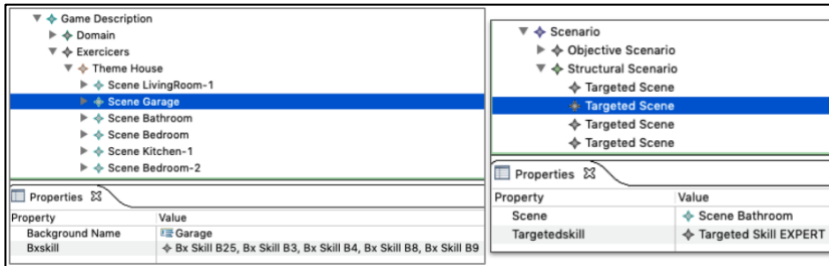 Game Description
Domain
Exercicers
Theme House
Scene LivingRoom-1
Scene Garage
Scene Bathroom
Scene Bedroom
Scene Kitchen-1
Scene Bedroom-2
Properties
Property Value
Background Name Garage
Bxskill Bx Skill B25, Bx Skill B3, Bx Skill B4, Bx Skill B8, Bx Skill B9
Scenario
Objective Scenario
Structural Scenario
Targeted Scene
Targeted Scene
Targeted Scene
Targeted Scene
Properties
Property Value
Scene Scene Bathroom
Targetedskill Targeted Skill EXPERT